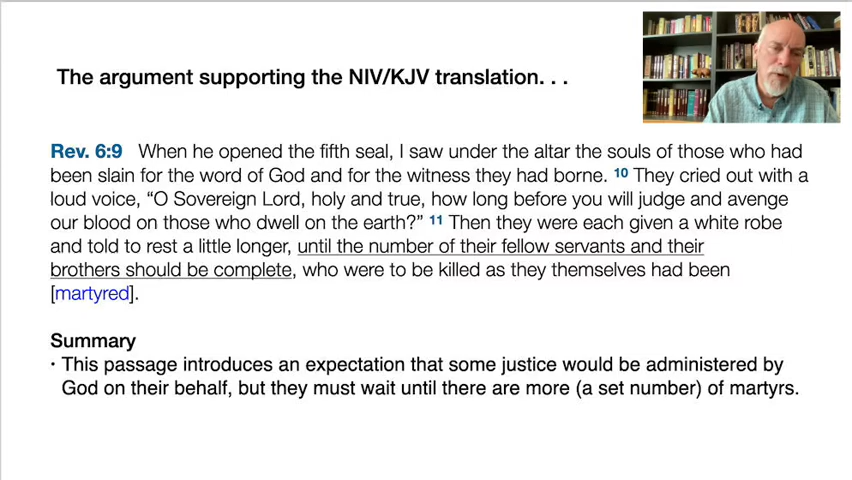 The argument supporting the NIV/KJV translation. . .
Rev. 6:9 When he opened the fifth seal, I saw under the altar the souls of those who had
been slain for the word of God and for the witness they had borne. 10 They cried out with a
loud voice, “O Sovereign Lord, holy and true, how long before you will judge and avenge
our blood on those who dwell on the earth?” 11 Then they were each given a white robe
and told to rest a little longer, until the number of their fellow servants and their
brothers should be complete, who were to be killed as they themselves had been
[martyred].
Summary
· This passage introduces an expectation that some justice would be administered by
God on their behalf, but they must wait until there are more (a set number) of martyrs.